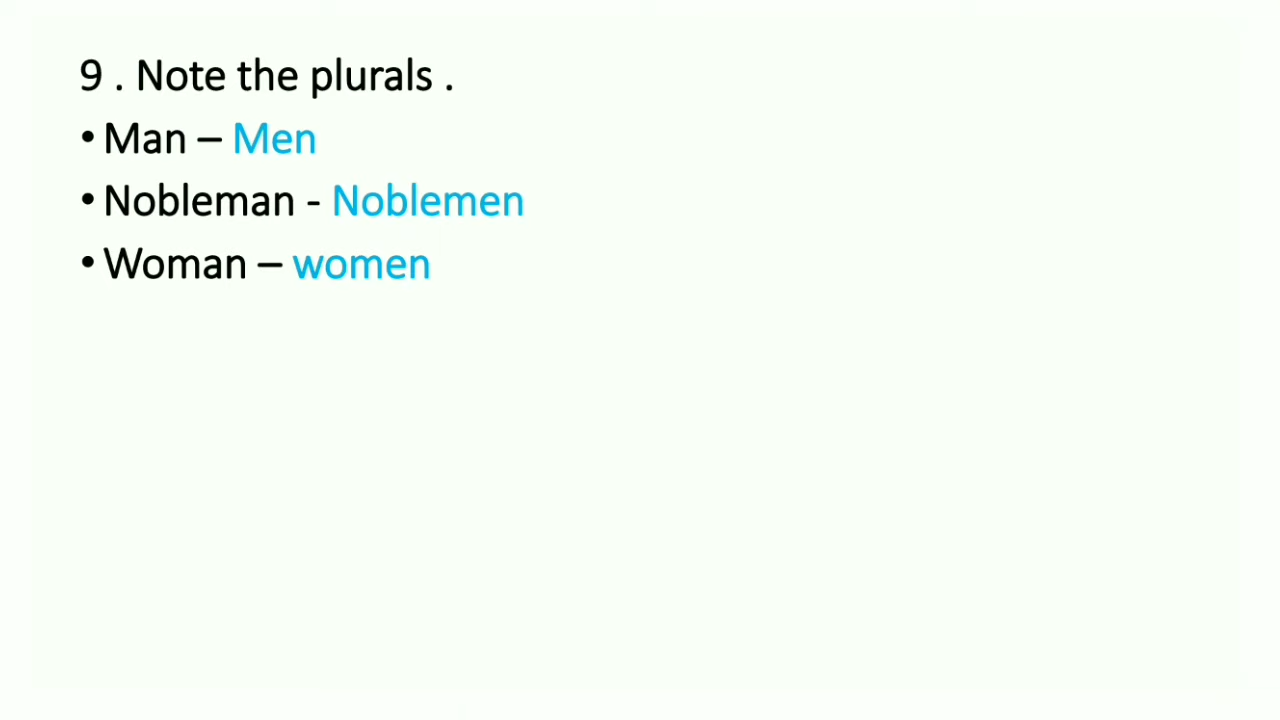 9 . Note the plurals .
• Man – Men
• Nobleman - Noblemen
• Woman – women